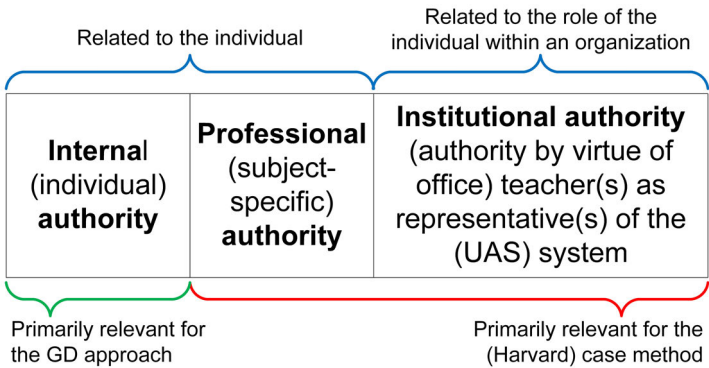 Related to the individual
Related to the role of the
individual within an organization
Internal
(individual)
authority
Professional
(subject-
specific)
authority
Institutional authority
(authority by virtue of
office) teacher(s) as
representative(s) of the
(UAS) system
Primarily relevant for
the GD approach
Primarily relevant for the
(Harvard) case method